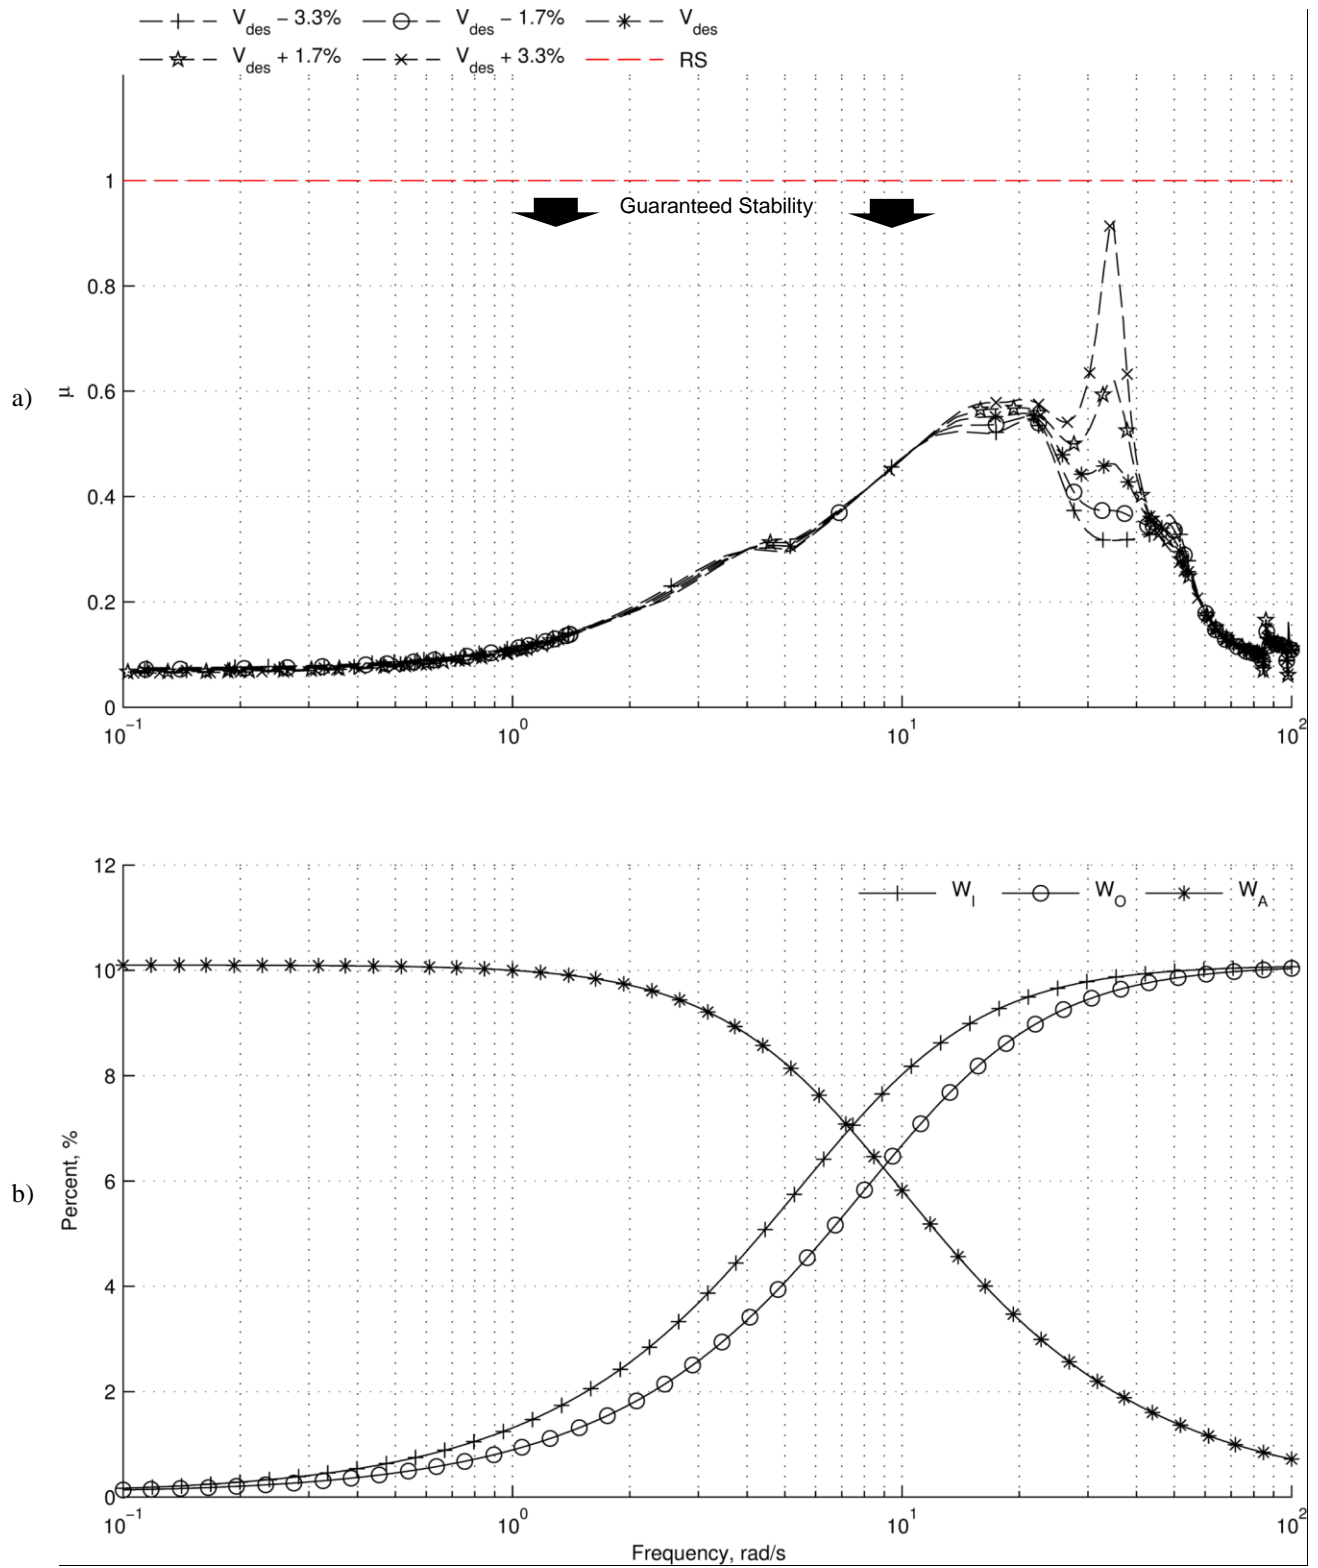 V_des − 3.3% V_des − 1.7% V_des
V_des + 1.7% V_des + 3.3% RS
1
Guaranteed Stability
0.8
0.6
a) μ
0.4
0.2
0
10^−1 10^0 10^1 10^2
12
W_I W_O W_A
10
8
6
b) Percent, %
4
2
0
10^−1 10^0 10^1 10^2
Frequency, rad/s